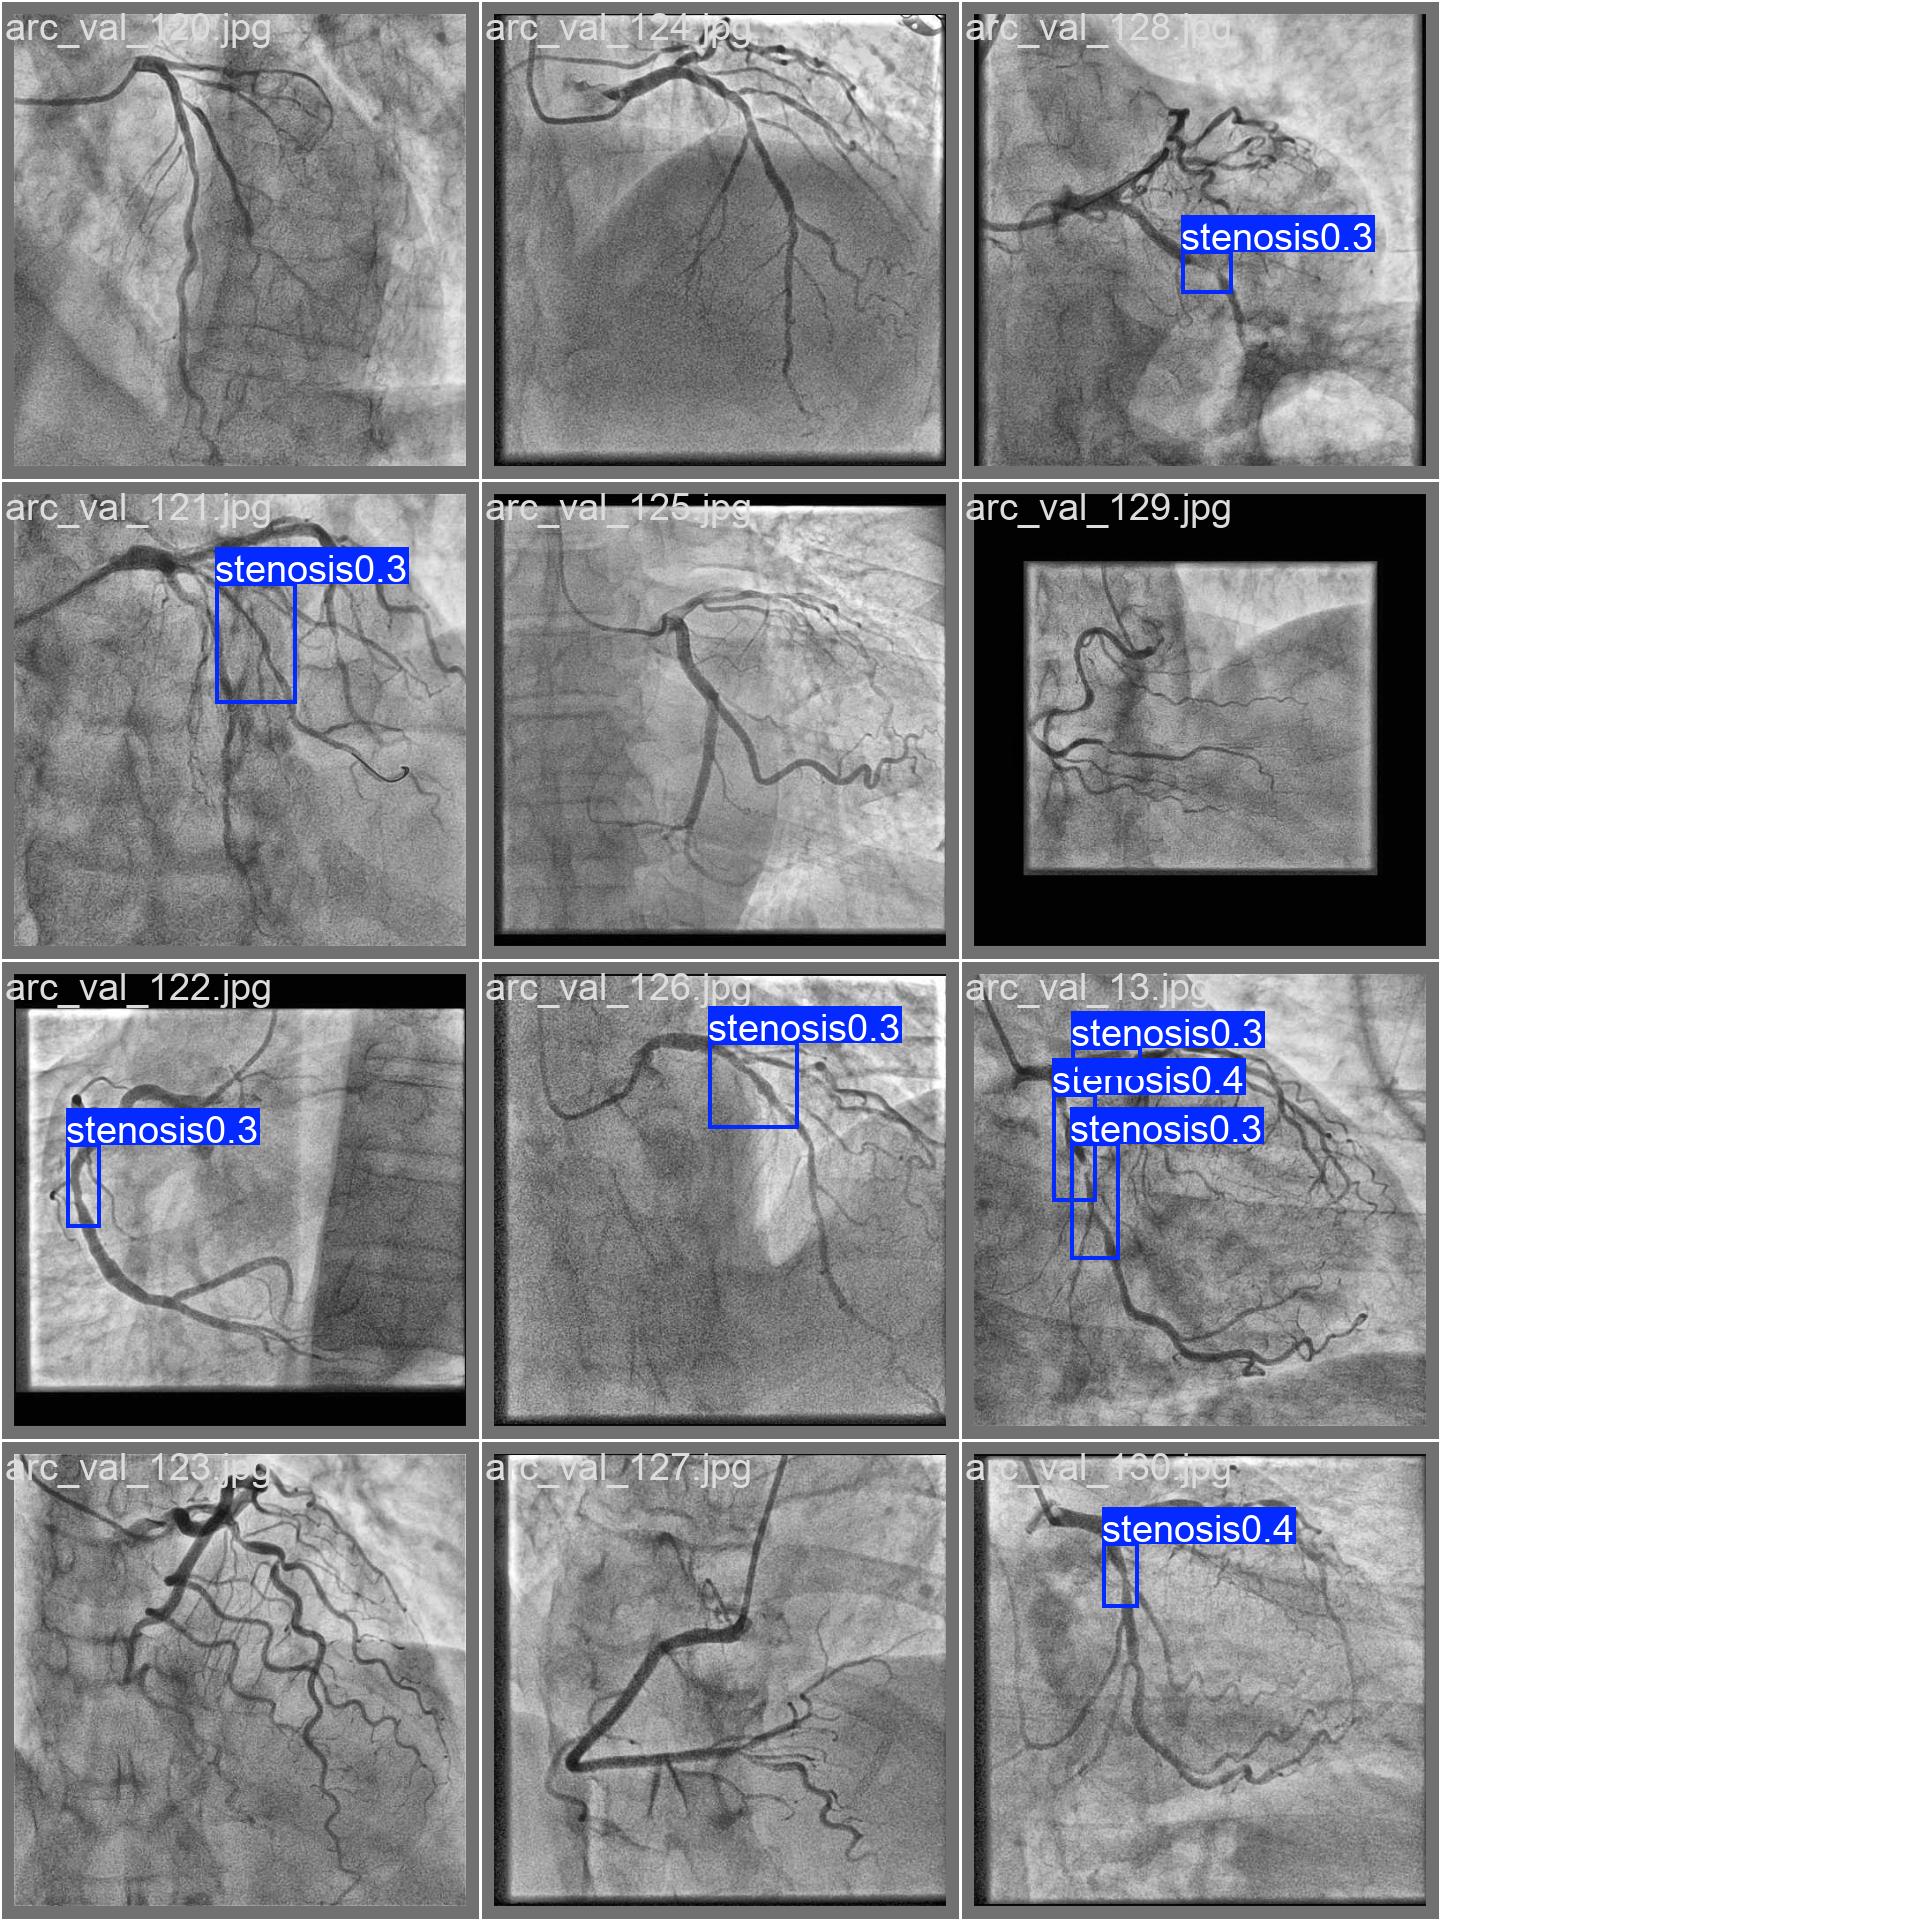 arc_val_120.jpg
arc_val_124.jpg
arc_val_128.jpg
stenosis0.3
arc_val_121.jpg
stenosis0.3
arc_val_125.jpg
arc_val_129.jpg
arc_val_122.jpg
stenosis0.3
arc_val_126.jpg
stenosis0.3
arc_val_13.jpg
stenosis0.3
stenosis0.4
stenosis0.3
arc_val_123.jpg
arc_val_127.jpg
arc_val_130.jpg
stenosis0.4